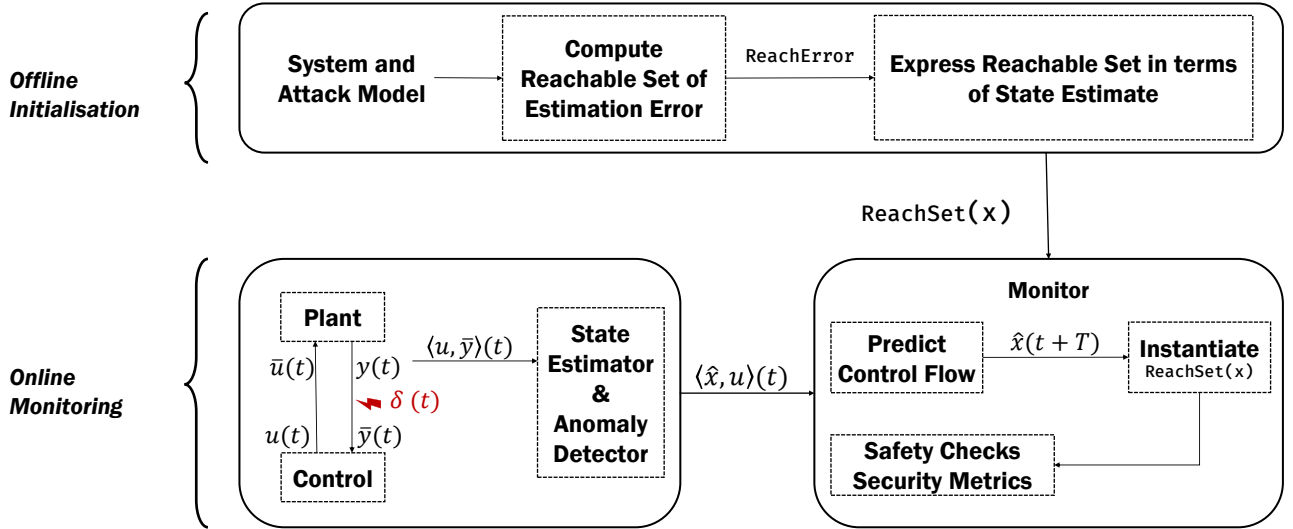 Offline
Initialisation
System and
Attack Model
Compute
Reachable Set of
Estimation Error
ReachError
Express Reachable Set in terms
of State Estimate
ReachSet(x)
Online
Monitoring
Plant
ū(t)
y(t)
δ (t)
u(t)
ȳ(t)
Control
⟨u, ȳ⟩(t)
State
Estimator
&
Anomaly
Detector
⟨x̂, u⟩(t)
Monitor
Predict
Control Flow
x̂(t + T)
Instantiate
ReachSet(x)
Safety Checks
Security Metrics